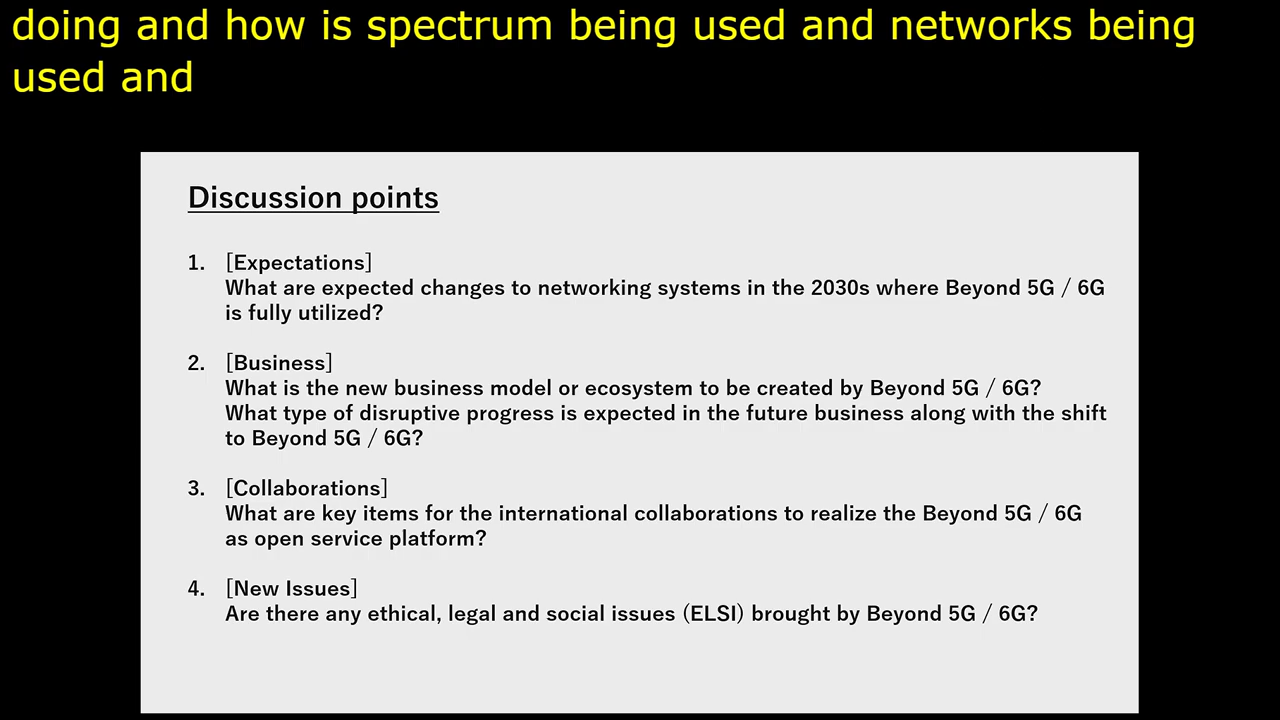 doing and how is spectrum being used and networks being
used and
Discussion points
1. [Expectations]
What are expected changes to networking systems in the 2030s where Beyond 5G / 6G
is fully utilized?
2. [Business]
What is the new business model or ecosystem to be created by Beyond 5G / 6G?
What type of disruptive progress is expected in the future business along with the shift
to Beyond 5G / 6G?
3. [Collaborations]
What are key items for the international collaborations to realize the Beyond 5G / 6G
as open service platform?
4. [New Issues]
Are there any ethical, legal and social issues (ELSI) brought by Beyond 5G / 6G?